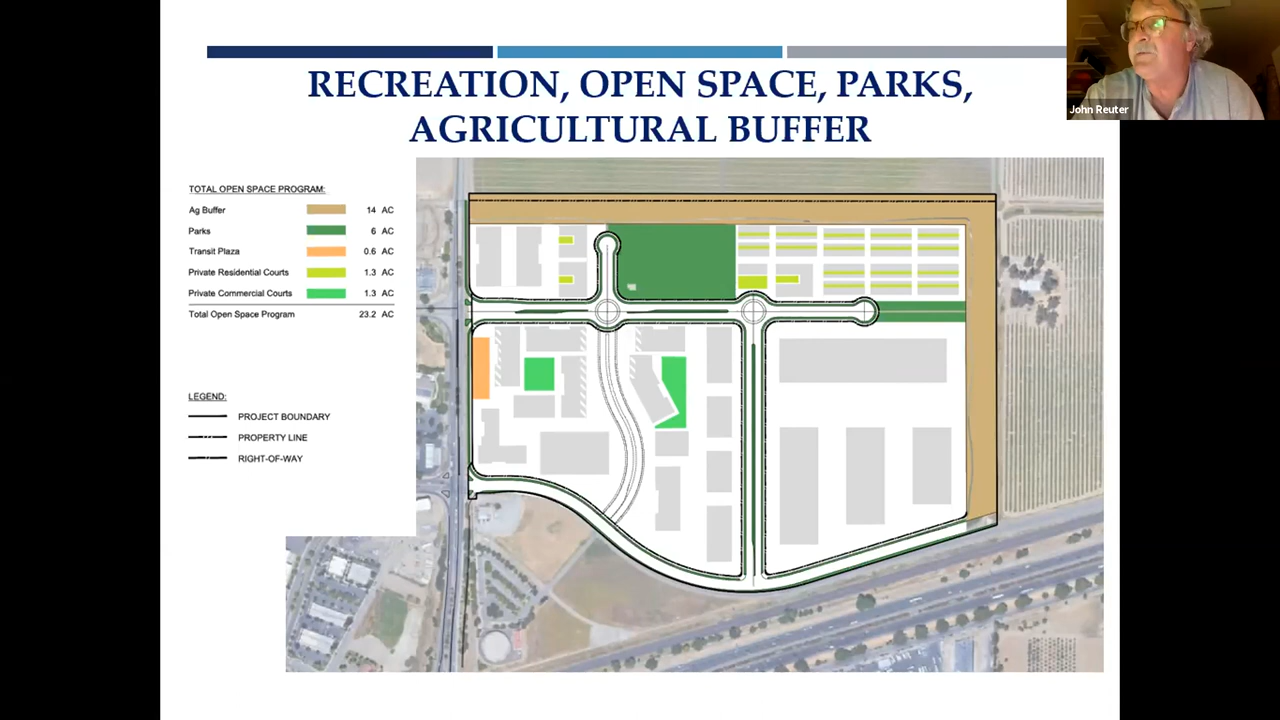 RECREATION, OPEN SPACE, PARKS,
AGRICULTURAL BUFFER
John Reuter
TOTAL OPEN SPACE PROGRAM:
Ag Buffer 14 AC
Parks 6 AC
Transit Plaza 0.6 AC
Private Residential Courts 1.3 AC
Private Commercial Courts 1.3 AC
Total Open Space Program 23.2 AC
LEGEND:
PROJECT BOUNDARY
PROPERTY LINE
RIGHT-OF-WAY